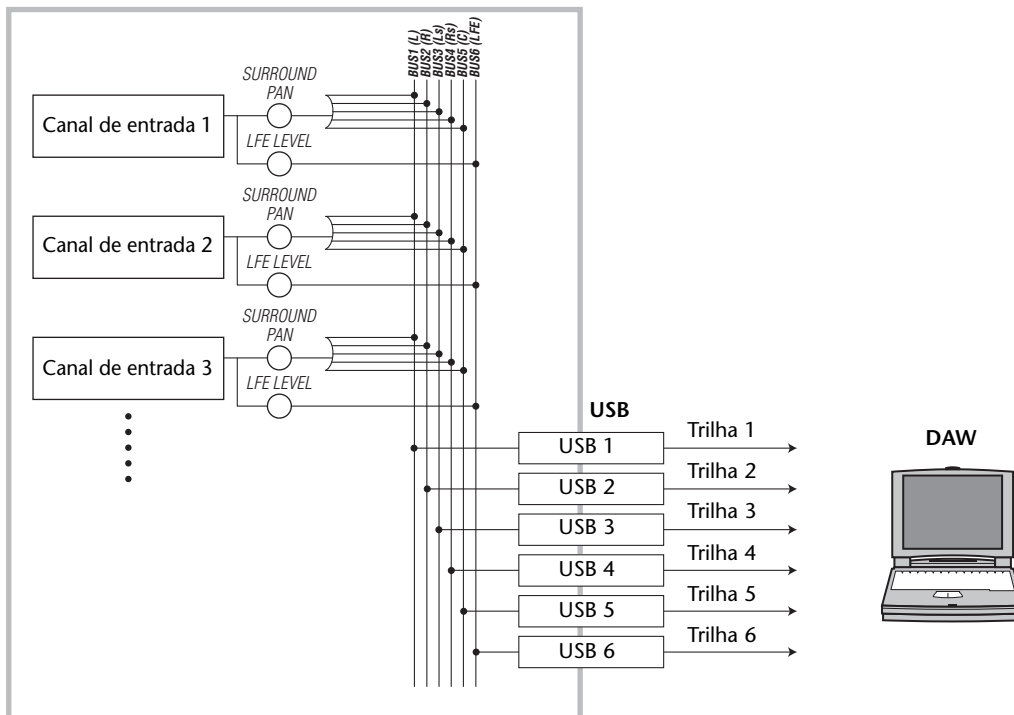 BUS1 (L)
BUS2 (R)
BUS3 (Ls)
BUS4 (Rs)
BUS5 (C)
BUS6 (LFE)
SURROUND
PAN
Canal de entrada 1
LFE LEVEL
SURROUND
PAN
Canal de entrada 2
LFE LEVEL
SURROUND
PAN
Canal de entrada 3
LFE LEVEL
USB
DAW
USB 1
Trilha 1
USB 2
Trilha 2
USB 3
Trilha 3
USB 4
Trilha 4
USB 5
Trilha 5
USB 6
Trilha 6